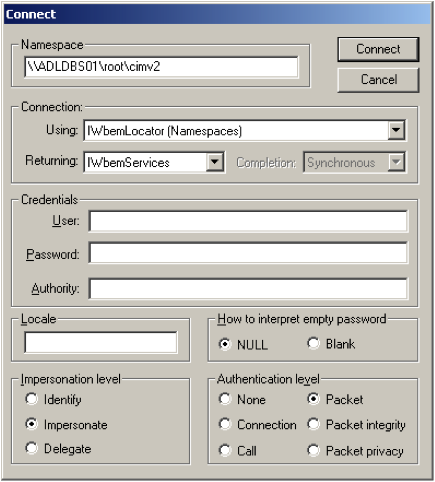 Connect
Namespace
\\ADLDBS01\root\cimv2
Connect
Cancel
Connection:
Using: IWbemLocator (Namespaces)
Returning: IWbemServices Completion: Synchronous
Credentials
User:
Password:
Authority:
Locale
How to interpret empty password
NULL Blank
Impersonation level
Identify
Impersonate
Delegate
Authentication level
None Packet
Connection Packet integrity
Call Packet privacy